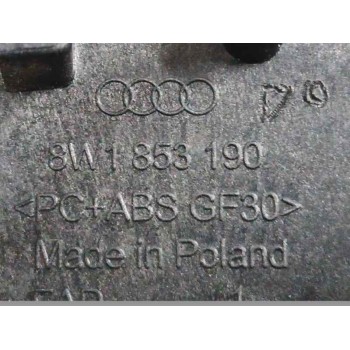 8W1 853 190
>PC+ABS GF30<
Made in Poland